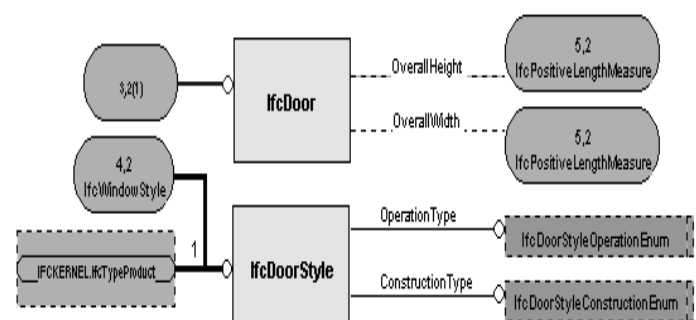 3,2(1)
IfcDoor
OverallHeight
5,2
IfcPositiveLengthMeasure
OverallWidth
5,2
IfcPositiveLengthMeasure
4,2
IfcWindowStyle
1
IFCKERNEL.IfcTypeProduct
IfcDoorStyle
OperationType
IfcDoorStyleOperationEnum
ConstructionType
IfcDoorStyleConstructionEnum